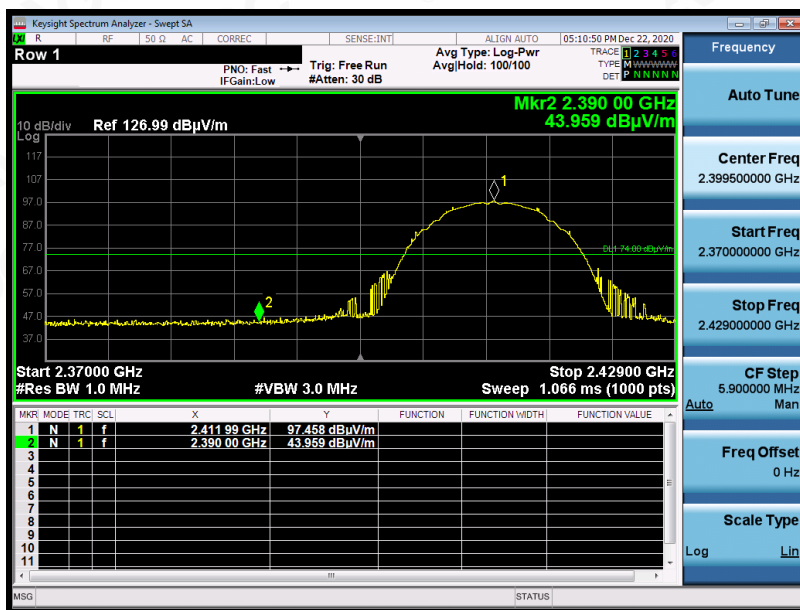 Keysight Spectrum Analyzer - Swept SA
LXI R RF 50 Ω AC CORREC SENSE:INT ALIGN AUTO 05:10:50 PM Dec 22, 2020
Row 1
PNO: Fast
IFGain:Low
Trig: Free Run
#Atten: 30 dB
Avg Type: Log-Pwr
Avg|Hold: 100/100
TRACE 1 2 3 4 5 6
TYPE M W W W W W
DET P N N N N N
Mkr2 2.390 00 GHz
43.959 dBµV/m
10 dB/div Ref 126.99 dBµV/m
Log
117
107
97.0
87.0
77.0
67.0
57.0
47.0
37.0
1
2
DL1 74.00 dBµV/m
Start 2.37000 GHz Stop 2.42900 GHz
#Res BW 1.0 MHz #VBW 3.0 MHz Sweep 1.066 ms (1000 pts)
MKR MODE TRC SCL X Y FUNCTION FUNCTION WIDTH FUNCTION VALUE
1 N 1 f 2.411 99 GHz 97.458 dBµV/m
2 N 1 f 2.390 00 GHz 43.959 dBµV/m
3
4
5
6
7
8
9
10
11
MSG STATUS
Frequency
Auto Tune
Center Freq
2.399500000 GHz
Start Freq
2.370000000 GHz
Stop Freq
2.429000000 GHz
CF Step
5.900000 MHz
Auto Man
Freq Offset
0 Hz
Scale Type
Log Lin